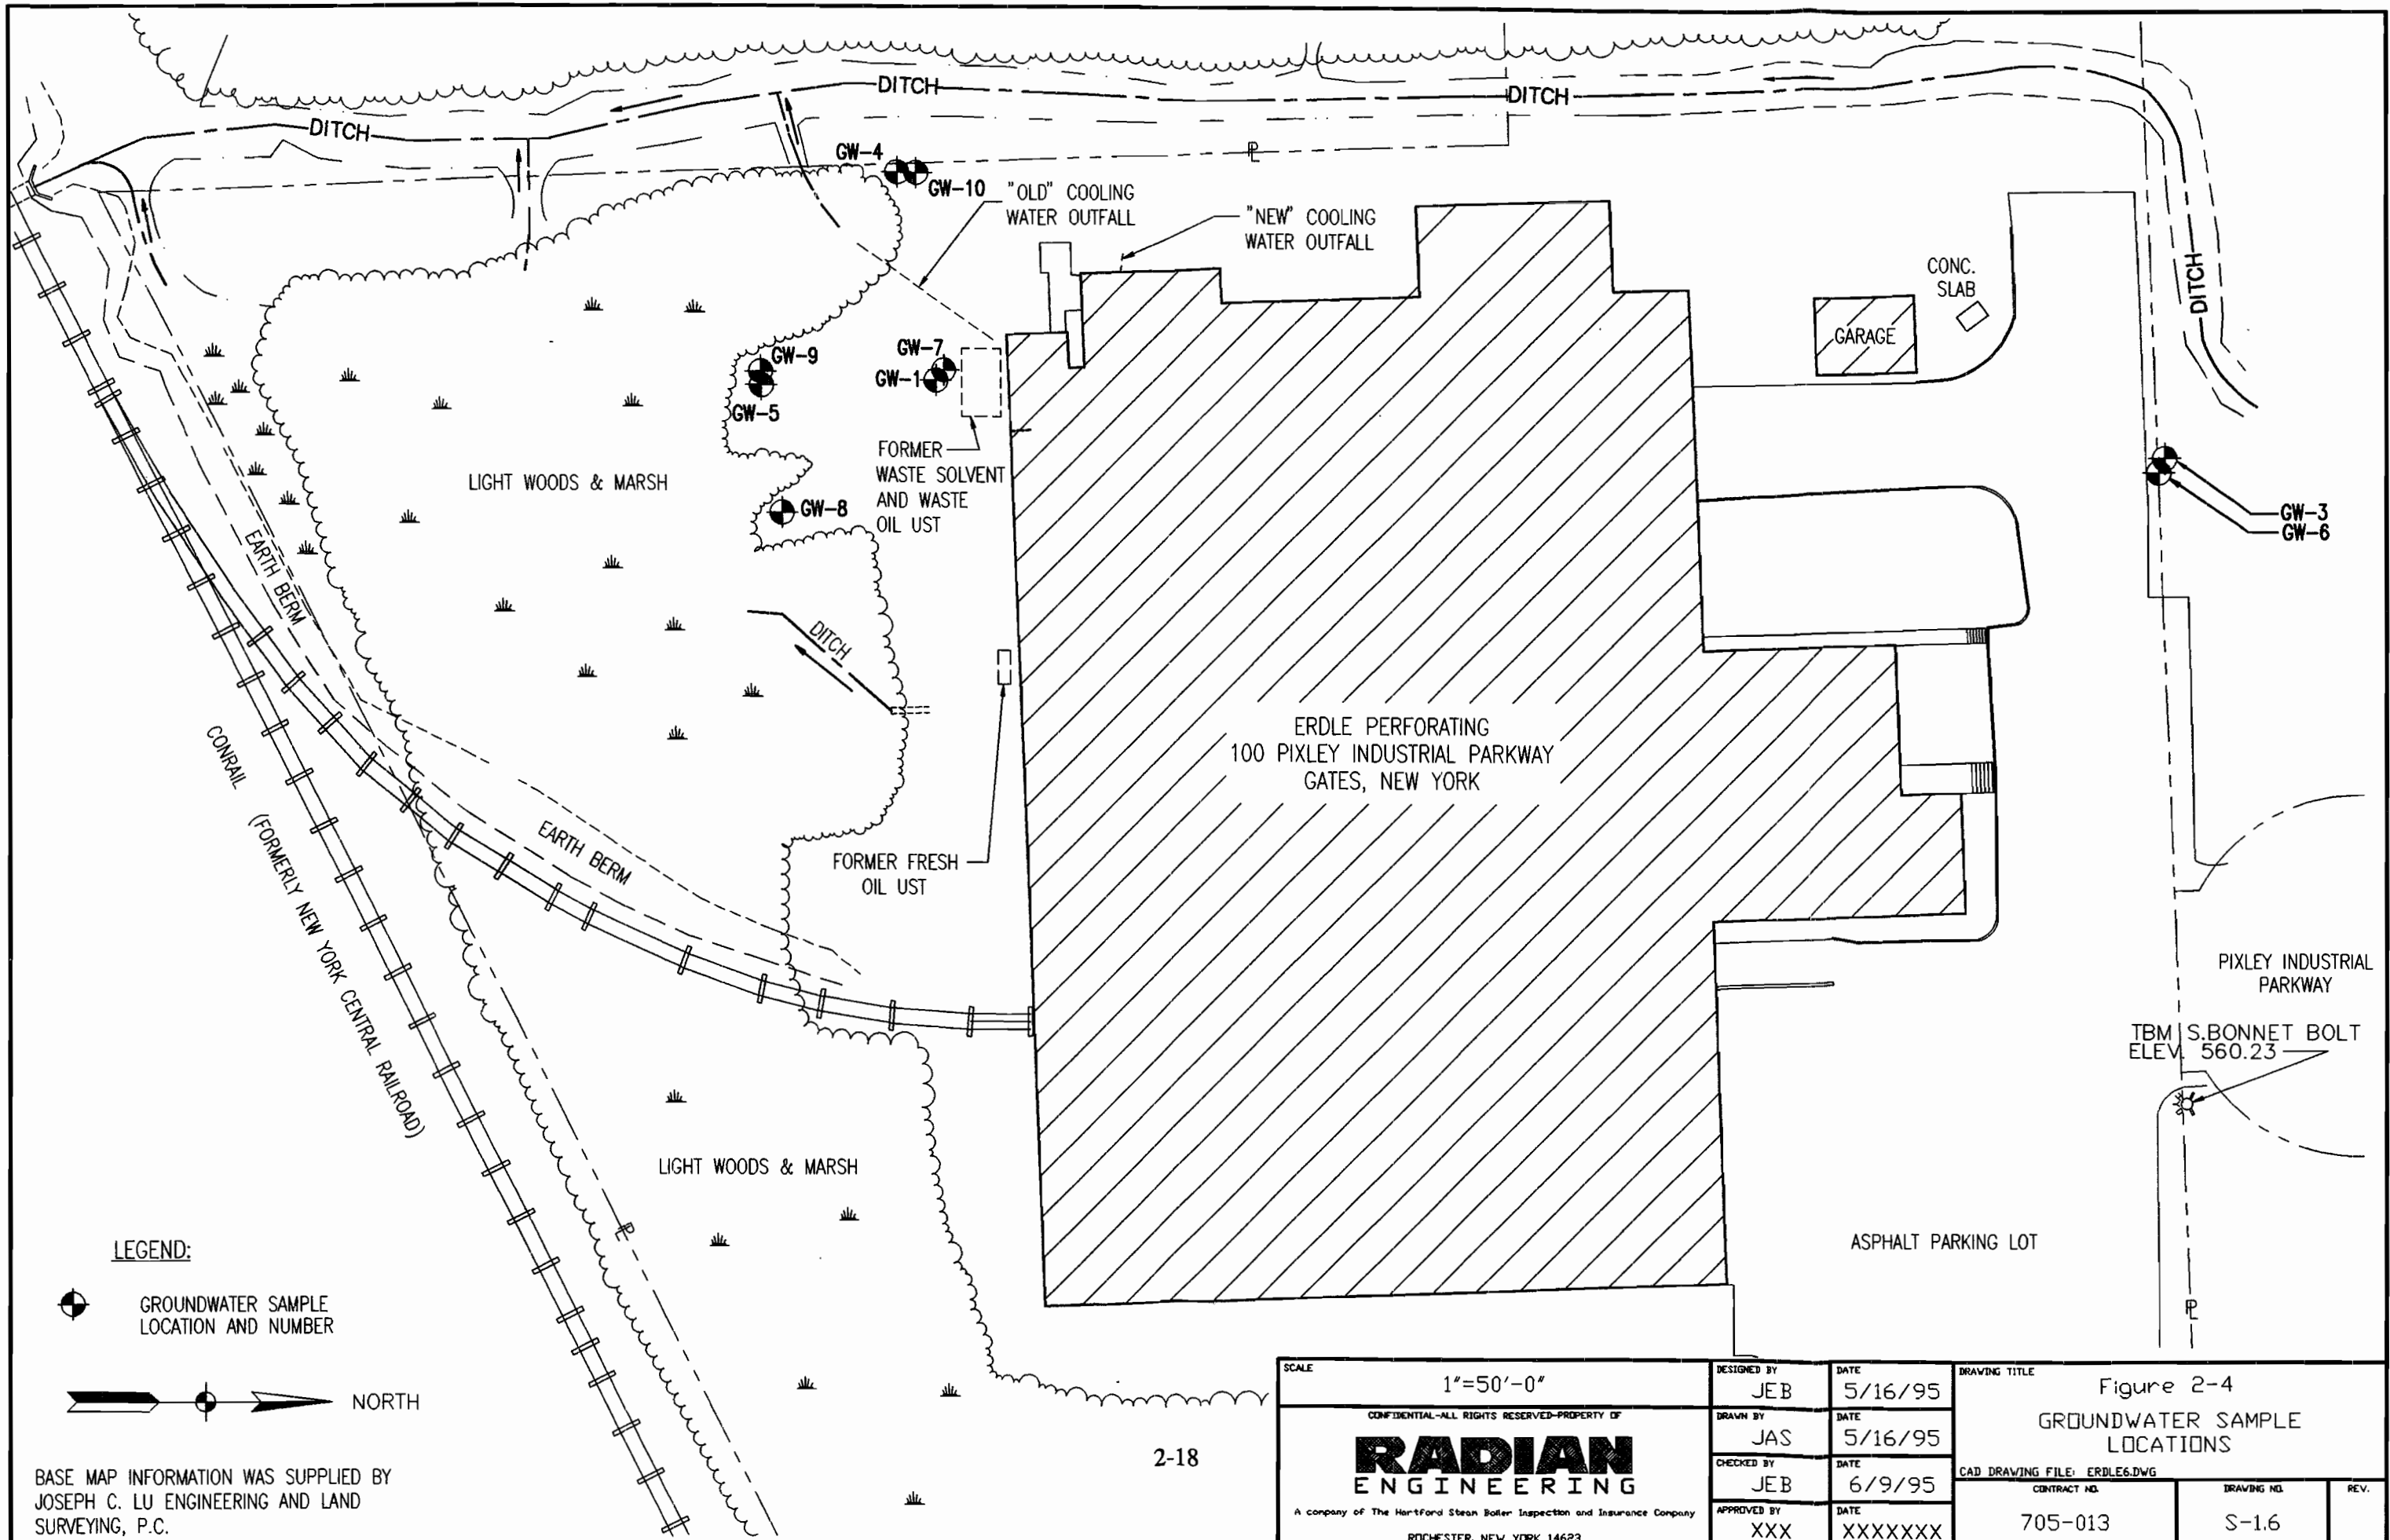 DITCH
DITCH
DITCH
DITCH
GW-4
GW-10
"OLD" COOLING
WATER OUTFALL
"NEW" COOLING
WATER OUTFALL
CONC.
SLAB
GARAGE
GW-9
GW-5
GW-7
GW-1
FORMER
WASTE SOLVENT
AND WASTE
OIL UST
GW-8
LIGHT WOODS & MARSH
GW-3
GW-6
EARTH BERM
DITCH
ERDLE PERFORATING
100 PIXLEY INDUSTRIAL PARKWAY
GATES, NEW YORK
CONRAIL (FORMERLY NEW YORK CENTRAL RAILROAD)
EARTH BERM
FORMER FRESH
OIL UST
PIXLEY INDUSTRIAL
PARKWAY
TBM S.BONNET BOLT
ELEV. 560.23
LIGHT WOODS & MARSH
ASPHALT PARKING LOT
LEGEND:
GROUNDWATER SAMPLE
LOCATION AND NUMBER
NORTH
BASE MAP INFORMATION WAS SUPPLIED BY
JOSEPH C. LU ENGINEERING AND LAND
SURVEYING, P.C.
2-18
SCALE
1"=50'-0"
CONFIDENTIAL-ALL RIGHTS RESERVED-PROPERTY OF
RADIAN
ENGINEERING
A company of The Hartford Steam Boiler Inspection and Insurance Company
ROCHESTER, NEW YORK 14623
DESIGNED BY
JEB
DATE
5/16/95
DRAWN BY
JAS
DATE
5/16/95
CHECKED BY
JEB
DATE
6/9/95
APPROVED BY
XXX
DATE
XXXXXXX
DRAWING TITLE
Figure 2-4
GROUNDWATER SAMPLE
LOCATIONS
CAD DRAWING FILE: ERDLE6.DWG
CONTRACT NO.
705-013
DRAWING NO.
S-1.6
REV.